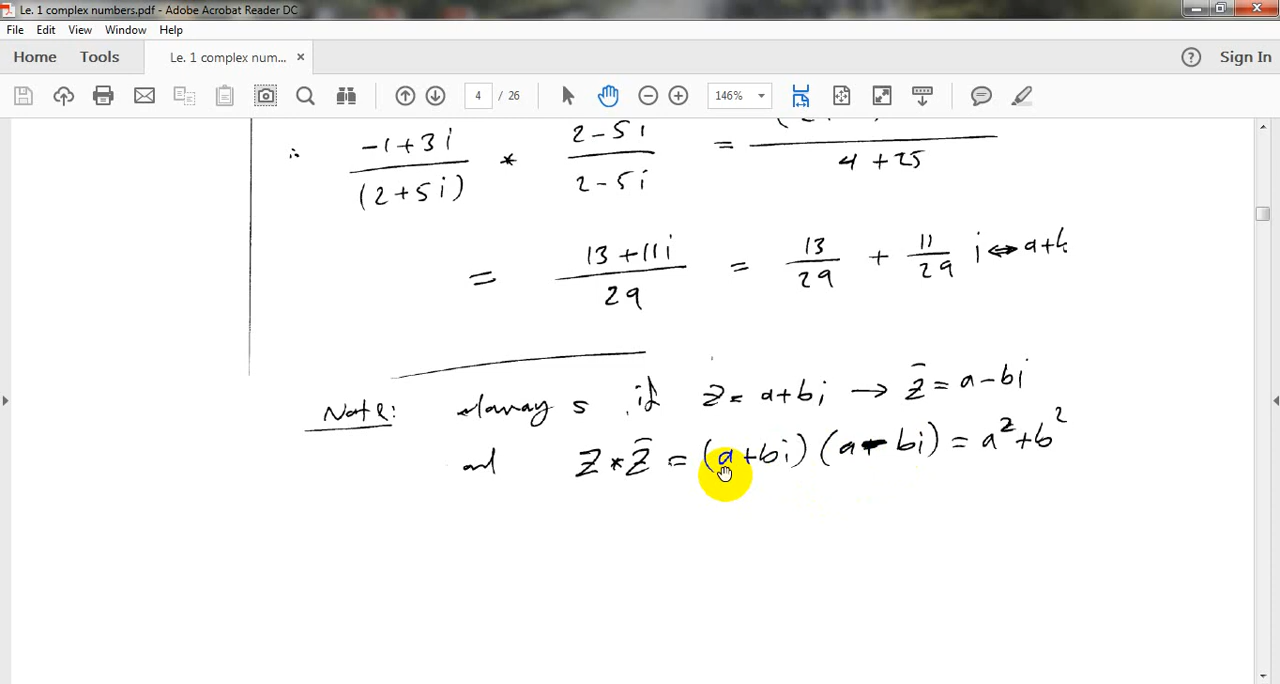 Le. 1 complex numbers.pdf - Adobe Acrobat Reader DC
File Edit View Window Help
Home Tools Le. 1 complex num... × ? Sign In
4 / 26 146%
∴ -1+3i / (2+5i) * 2-5i / 2-5i = / 4+25
= 13+11i / 29 = 13/29 + 11/29 i ↔ a+b
Note: always if z = a+bi → z̄ = a-bi
and z * z̄ = (a+bi)(a-bi) = a²+b²